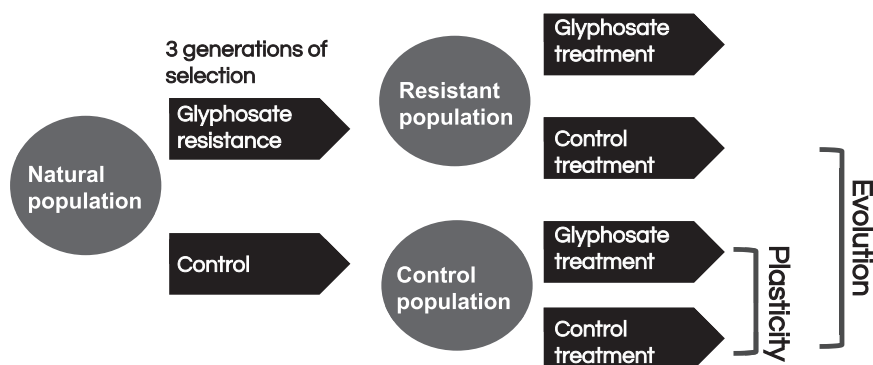 3 generations of
selection
Glyphosate
resistance
Natural
population
Control
Resistant
population
Control
population
Glyphosate
treatment
Control
treatment
Glyphosate
treatment
Control
treatment
Plasticity
Evolution